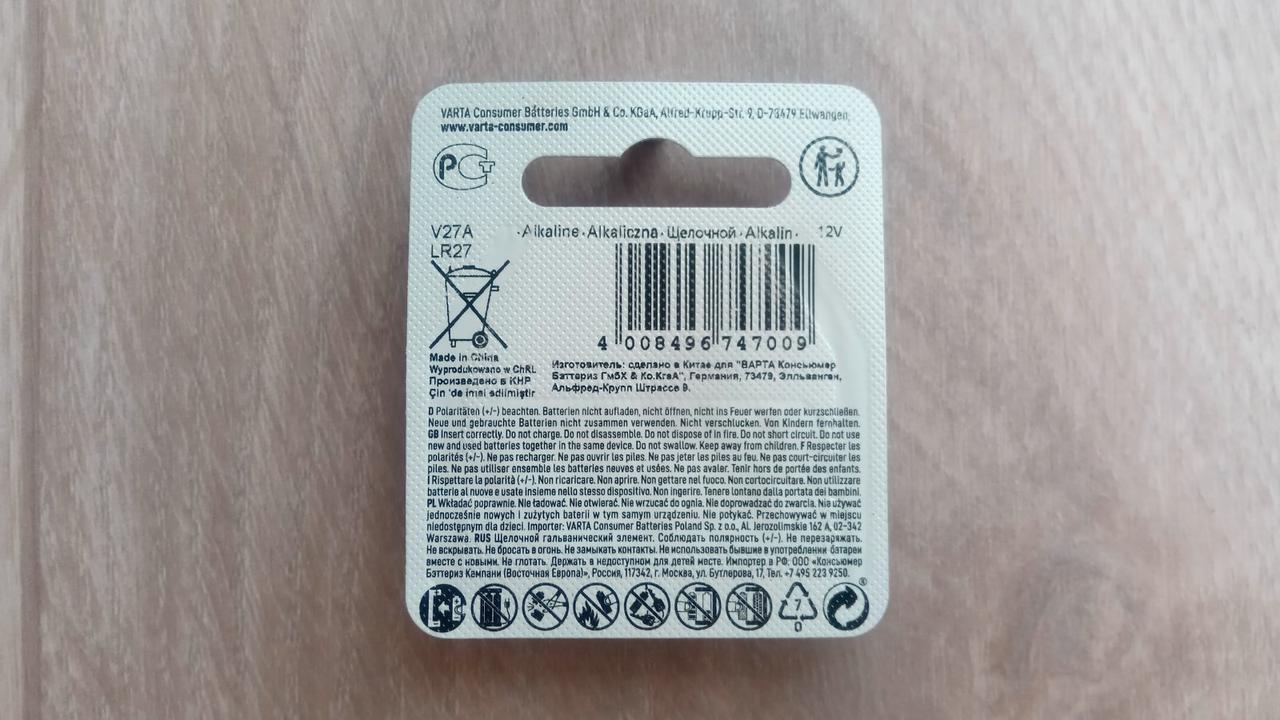 VARTA Consumer Batteries GmbH & Co. KGaA, Alfred-Krupp-Str. 9, D-73479 Ellwangen,
www.varta-consumer.com
РСТ
V27A
LR27
·Alkaline·Alkaliczna·Щелочной·Alkalin· 12V
4 008496 747009
Made in China
Wyprodukowano w ChRL
Произведено в КНР
Çin 'de imal edilmiştir
Изготовитель: сделано в Китае для "ВАРТА Консьюмер
Бэттериз ГмбХ & Ко.КгаА", Германия, 73479, Элльванген,
Альфред-Крупп Штрассе 9.
D Polaritäten (+/-) beachten. Batterien nicht aufladen, nicht öffnen, nicht ins Feuer werfen oder kurzschließen.
Neue und gebrauchte Batterien nicht zusammen verwenden. Nicht verschlucken. Von Kindern fernhalten.
GB Insert correctly. Do not charge. Do not disassemble. Do not dispose of in fire. Do not short circuit. Do not use
new and used batteries together in the same device. Do not swallow. Keep away from children. F Respecter les
polarités (+/-). Ne pas recharger. Ne pas ouvrir les piles. Ne pas jeter les piles au feu. Ne pas court-circuiter les
piles. Ne pas utiliser ensemble les batteries neuves et usées. Ne pas avaler. Tenir hors de portée des enfants.
I Rispettare la polarità (+/-). Non ricaricare. Non aprire. Non gettare nel fuoco. Non cortocircuitare. Non utilizzare
batterie al nuove e usate insieme nello stesso dispositivo. Non ingerire. Tenere lontano dalla portata dei bambini.
PL Wkładać poprawnie. Nie ładować. Nie otwierać. Nie wrzucać do ognia. Nie doprowadzać do zwarcia. Nie używać
jednocześnie nowych i zużytych baterii w tym samym urządzeniu. Nie połykać. Przechowywać w miejscu
niedostępnym dla dzieci. Importer: VARTA Consumer Batteries Poland Sp. z o.o., Al. Jerozolimskie 162 A, 02-342
Warszawa. RUS Щелочной гальванический элемент. Соблюдать полярность (+/-). Не перезаряжать.
Не вскрывать. Не бросать в огонь. Не замыкать контакты. Не использовать бывшие в употреблении батареи
вместе с новыми. Не глотать. Держать в недоступном для детей месте. Импортер в РФ: ООО «Консьюмер
Бэттериз Кампани (Восточная Европа)», Россия, 117342, г. Москва, ул. Бутлерова, 17, Тел. +7 495 223 9250.
7
0
®